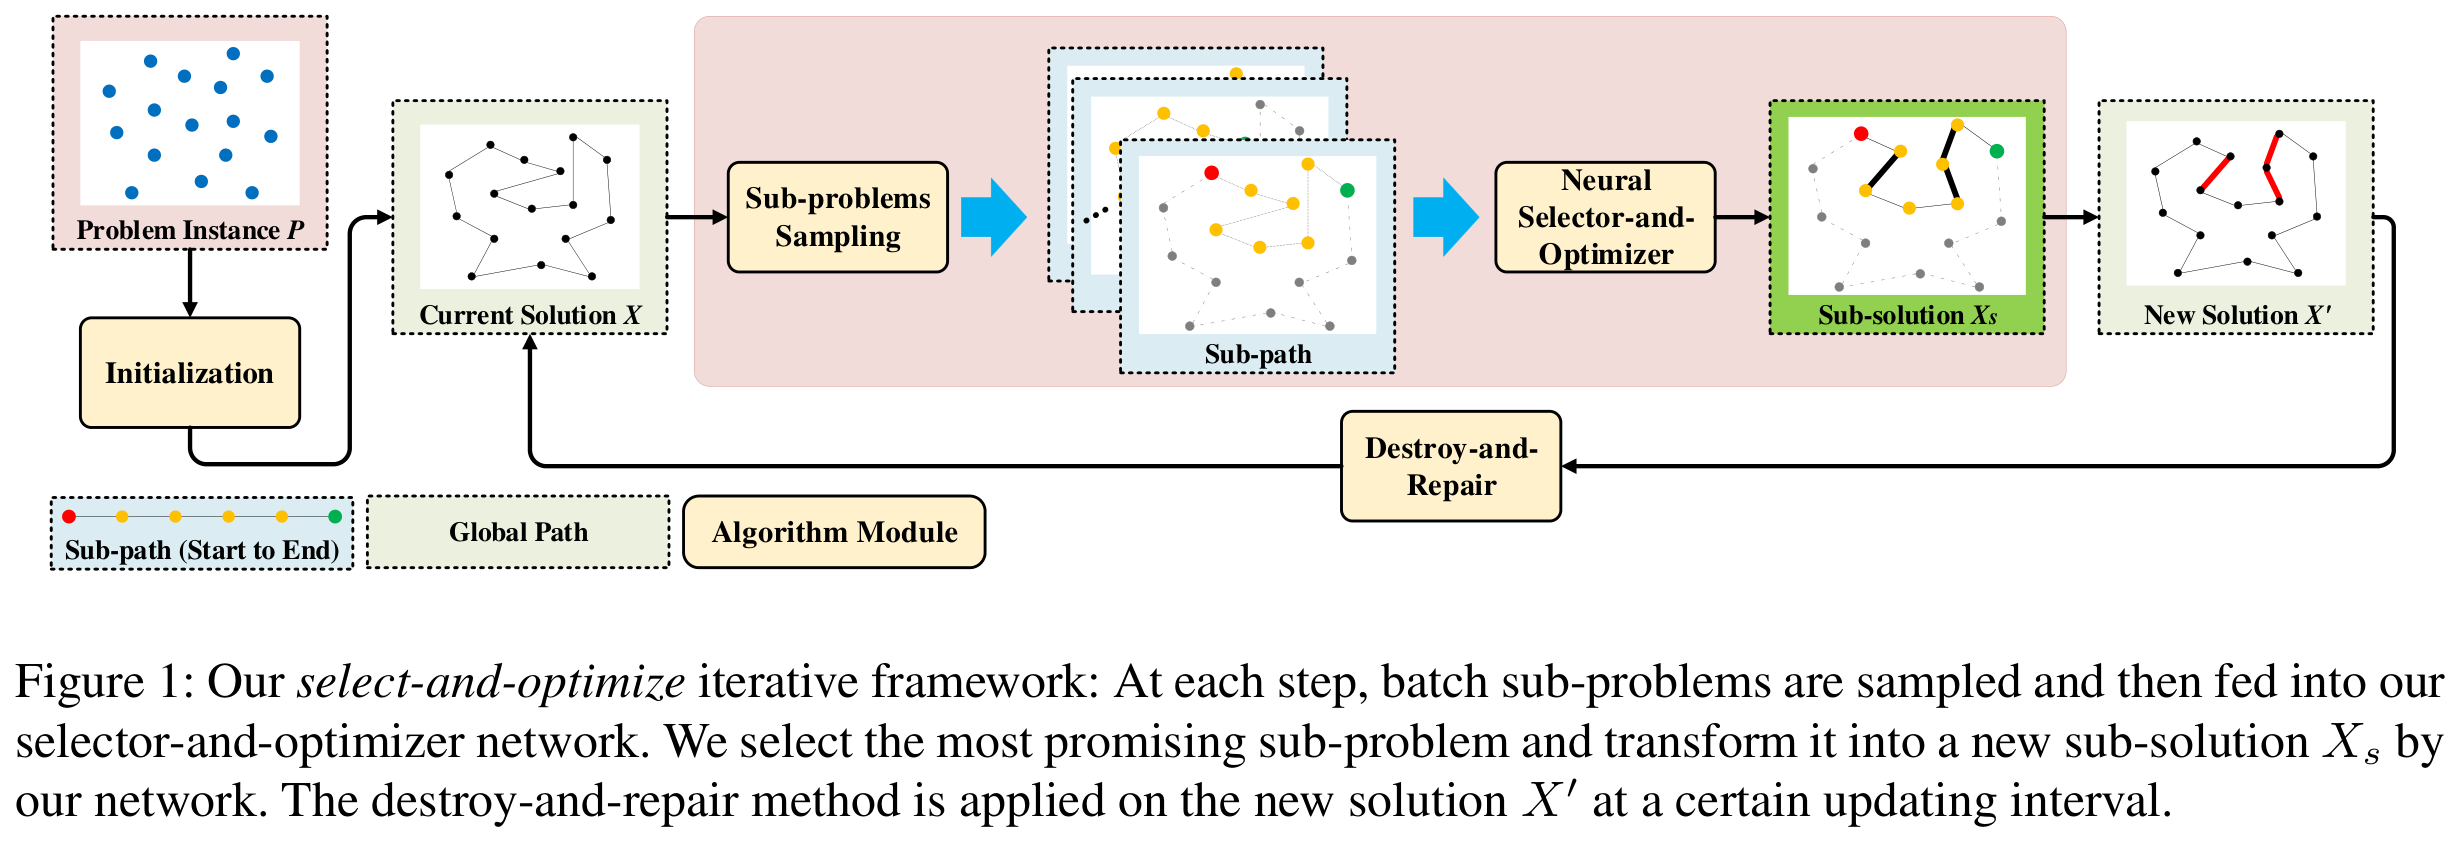 Problem Instance P
Initialization
Current Solution X
Sub-problems
Sampling
Sub-path
Neural
Selector-and-
Optimizer
Sub-solution Xs
New Solution X'
Destroy-and-
Repair
Sub-path (Start to End)
Global Path
Algorithm Module
Figure 1: Our select-and-optimize iterative framework: At each step, batch sub-problems are sampled and then fed into our
selector-and-optimizer network. We select the most promising sub-problem and transform it into a new sub-solution Xs by
our network. The destroy-and-repair method is applied on the new solution X′ at a certain updating interval.